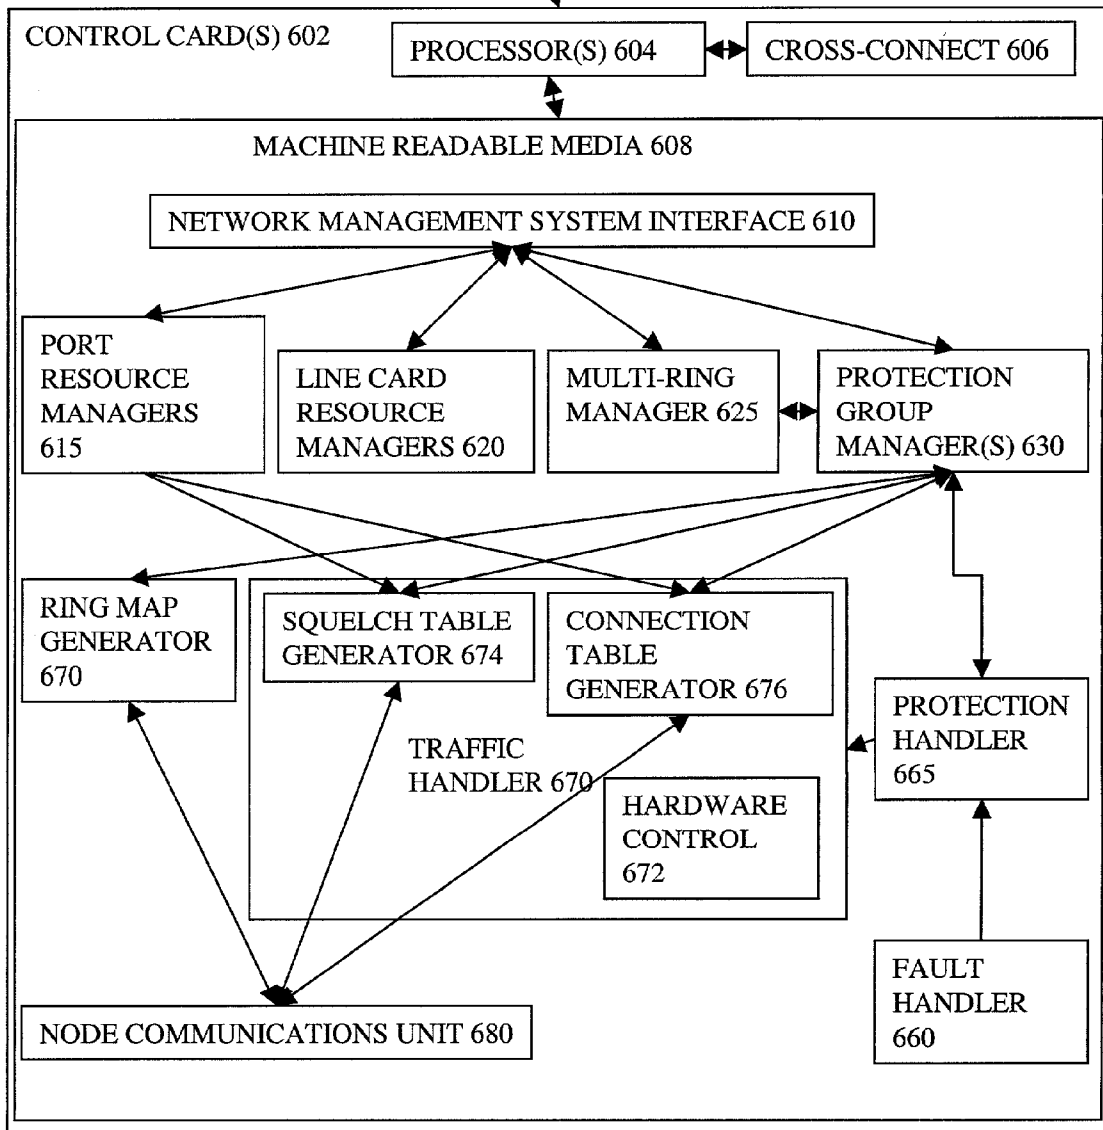 CONTROL CARD(S) 602
PROCESSOR(S) 604
CROSS-CONNECT 606
MACHINE READABLE MEDIA 608
NETWORK MANAGEMENT SYSTEM INTERFACE 610
PORT
RESOURCE
MANAGERS
615
LINE CARD
RESOURCE
MANAGERS 620
MULTI-RING
MANAGER 625
PROTECTION
GROUP
MANAGER(S) 630
RING MAP
GENERATOR
670
SQUELCH TABLE
GENERATOR 674
CONNECTION
TABLE
GENERATOR 676
PROTECTION
HANDLER
665
TRAFFIC
HANDLER 670
HARDWARE
CONTROL
672
FAULT
HANDLER
660
NODE COMMUNICATIONS UNIT 680